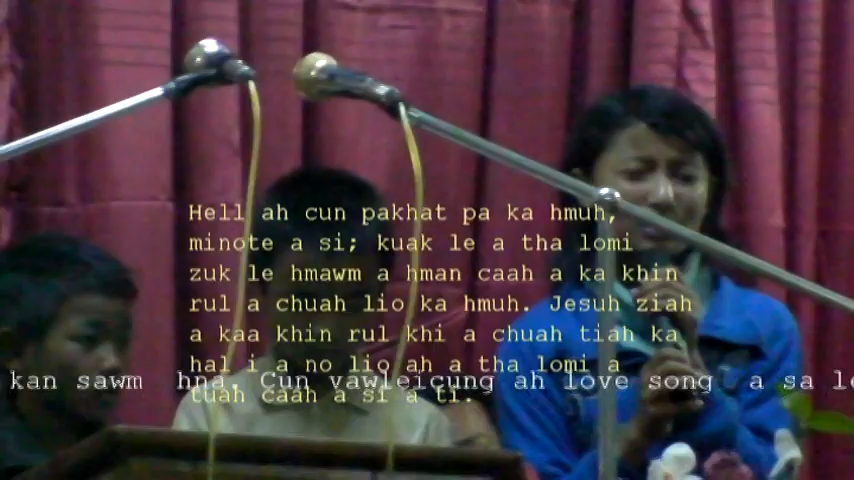 Hell ah cun pakhat pa ka hmuh,
minote a si; kuak le a tha lomi
zuk le hmawm a hman caah a ka khin
rul a chuah lio ka hmuh. Jesuh ziah
a kaa khin rul khi a chuah tiah ka
hal i a no lio ah a tha lomi a
kan sawm hna. Cun vawleicung ah love song a sa
tuah caah a si a ti.